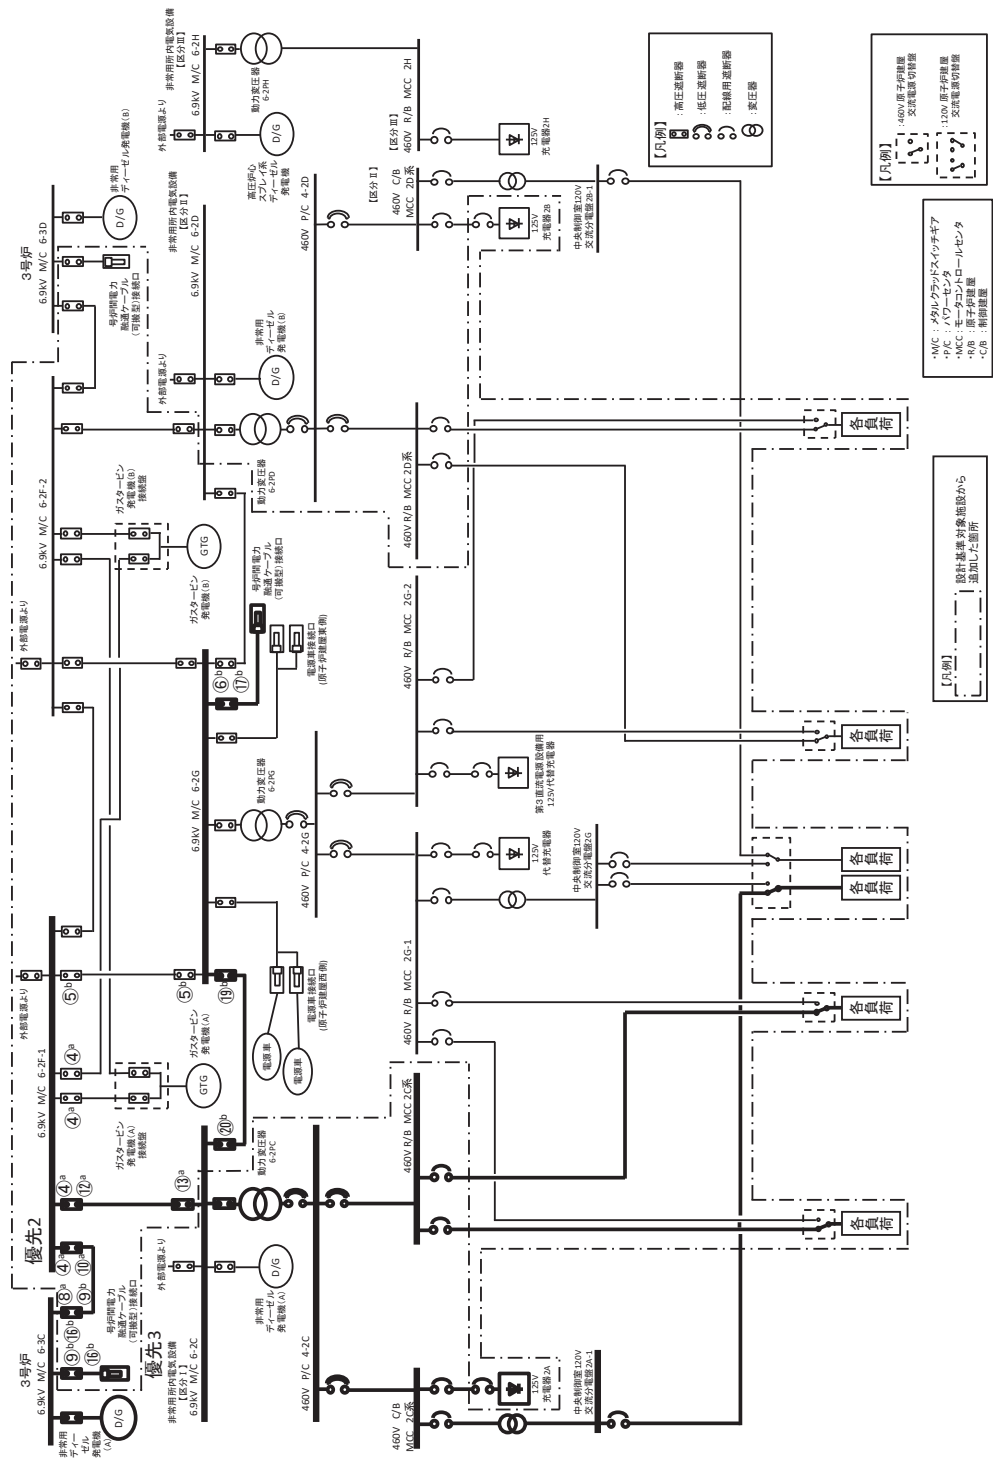 3号炉
6.9kV M/C 6-3C
非常用
ディー
ゼル
発電機
(A)
D/G
⑨b
⑯b
⑯b
号炉間電力
融通ケーブル
(可搬型)接続口
⑧a
⑨b
優先2
④a
⑩a
6.9kV M/C 6-2F-1
④a
⑫a
④a
④a
ガスタービン
発電機(A)
接続盤
GTG
ガスタービン
発電機(A)
外部電源より
⑤b
⑤b
外部電源より
6.9kV M/C 6-2F-2
ガスタービン
発電機(B)
接続盤
GTG
ガスタービン
発電機(B)
3号炉
6.9kV M/C 6-3D
号炉間電力
融通ケーブル
(可搬型)接続口
D/G
非常用
ディーゼル発電機(B)
優先3
非常用所内電気設備
【区分Ⅰ】
6.9kV M/C 6-2C
外部電源より
⑬a
D/G
非常用
ディーゼル
発電機(A)
動力変圧器
6-2PC
⑳b
⑲b
電源車
電源車
電源車接続口
(原子炉建屋西側)
6.9kV M/C 6-2G
動力変圧器
6-2PG
⑥b
⑰b
号炉間電力
融通ケーブル
(可搬型)接続口
電源車接続口
(原子炉建屋東側)
非常用所内電気設備
【区分Ⅱ】
6.9kV M/C 6-2D
外部電源より
動力変圧器
6-2PD
D/G
非常用
ディーゼル
発電機(B)
非常用所内電気設備
【区分Ⅲ】
6.9kV M/C 6-2H
外部電源より
D/G
高圧炉心
スプレイ系
ディーゼル
発電機
動力変圧器
6-2PH
460V P/C 4-2C
460V P/C 4-2G
460V P/C 4-2D
460V C/B
MCC 2C系
460V R/B MCC 2C系
460V R/B MCC 2G-1
460V R/B MCC 2G-2
460V R/B MCC 2D系
【区分Ⅱ】
460V C/B
MCC 2D系
【区分Ⅲ】
460V R/B MCC 2H
125V
充電器2A
125V
代替充電器
第3直流電源設備用
125V代替充電器
125V
充電器2B
125V
充電器2H
中央制御室120V
交流分電盤2A-1
中央制御室120V
交流分電盤2G
中央制御室120V
交流分電盤2B-1
各負荷
各負荷
各負荷
各負荷
各負荷
各負荷
【凡例】
:高圧遮断器
:低圧遮断器
:配線用遮断器
:変圧器
【凡例】
:460V原子炉建屋
交流電源切替盤
:120V原子炉建屋
交流電源切替盤
・M/C :メタルクラッドスイッチギア
・P/C :パワーセンタ
・MCC :モータコントロールセンタ
・R/B :原子炉建屋
・C/B :制御建屋
【凡例】
設計基準対象施設から
追加した箇所